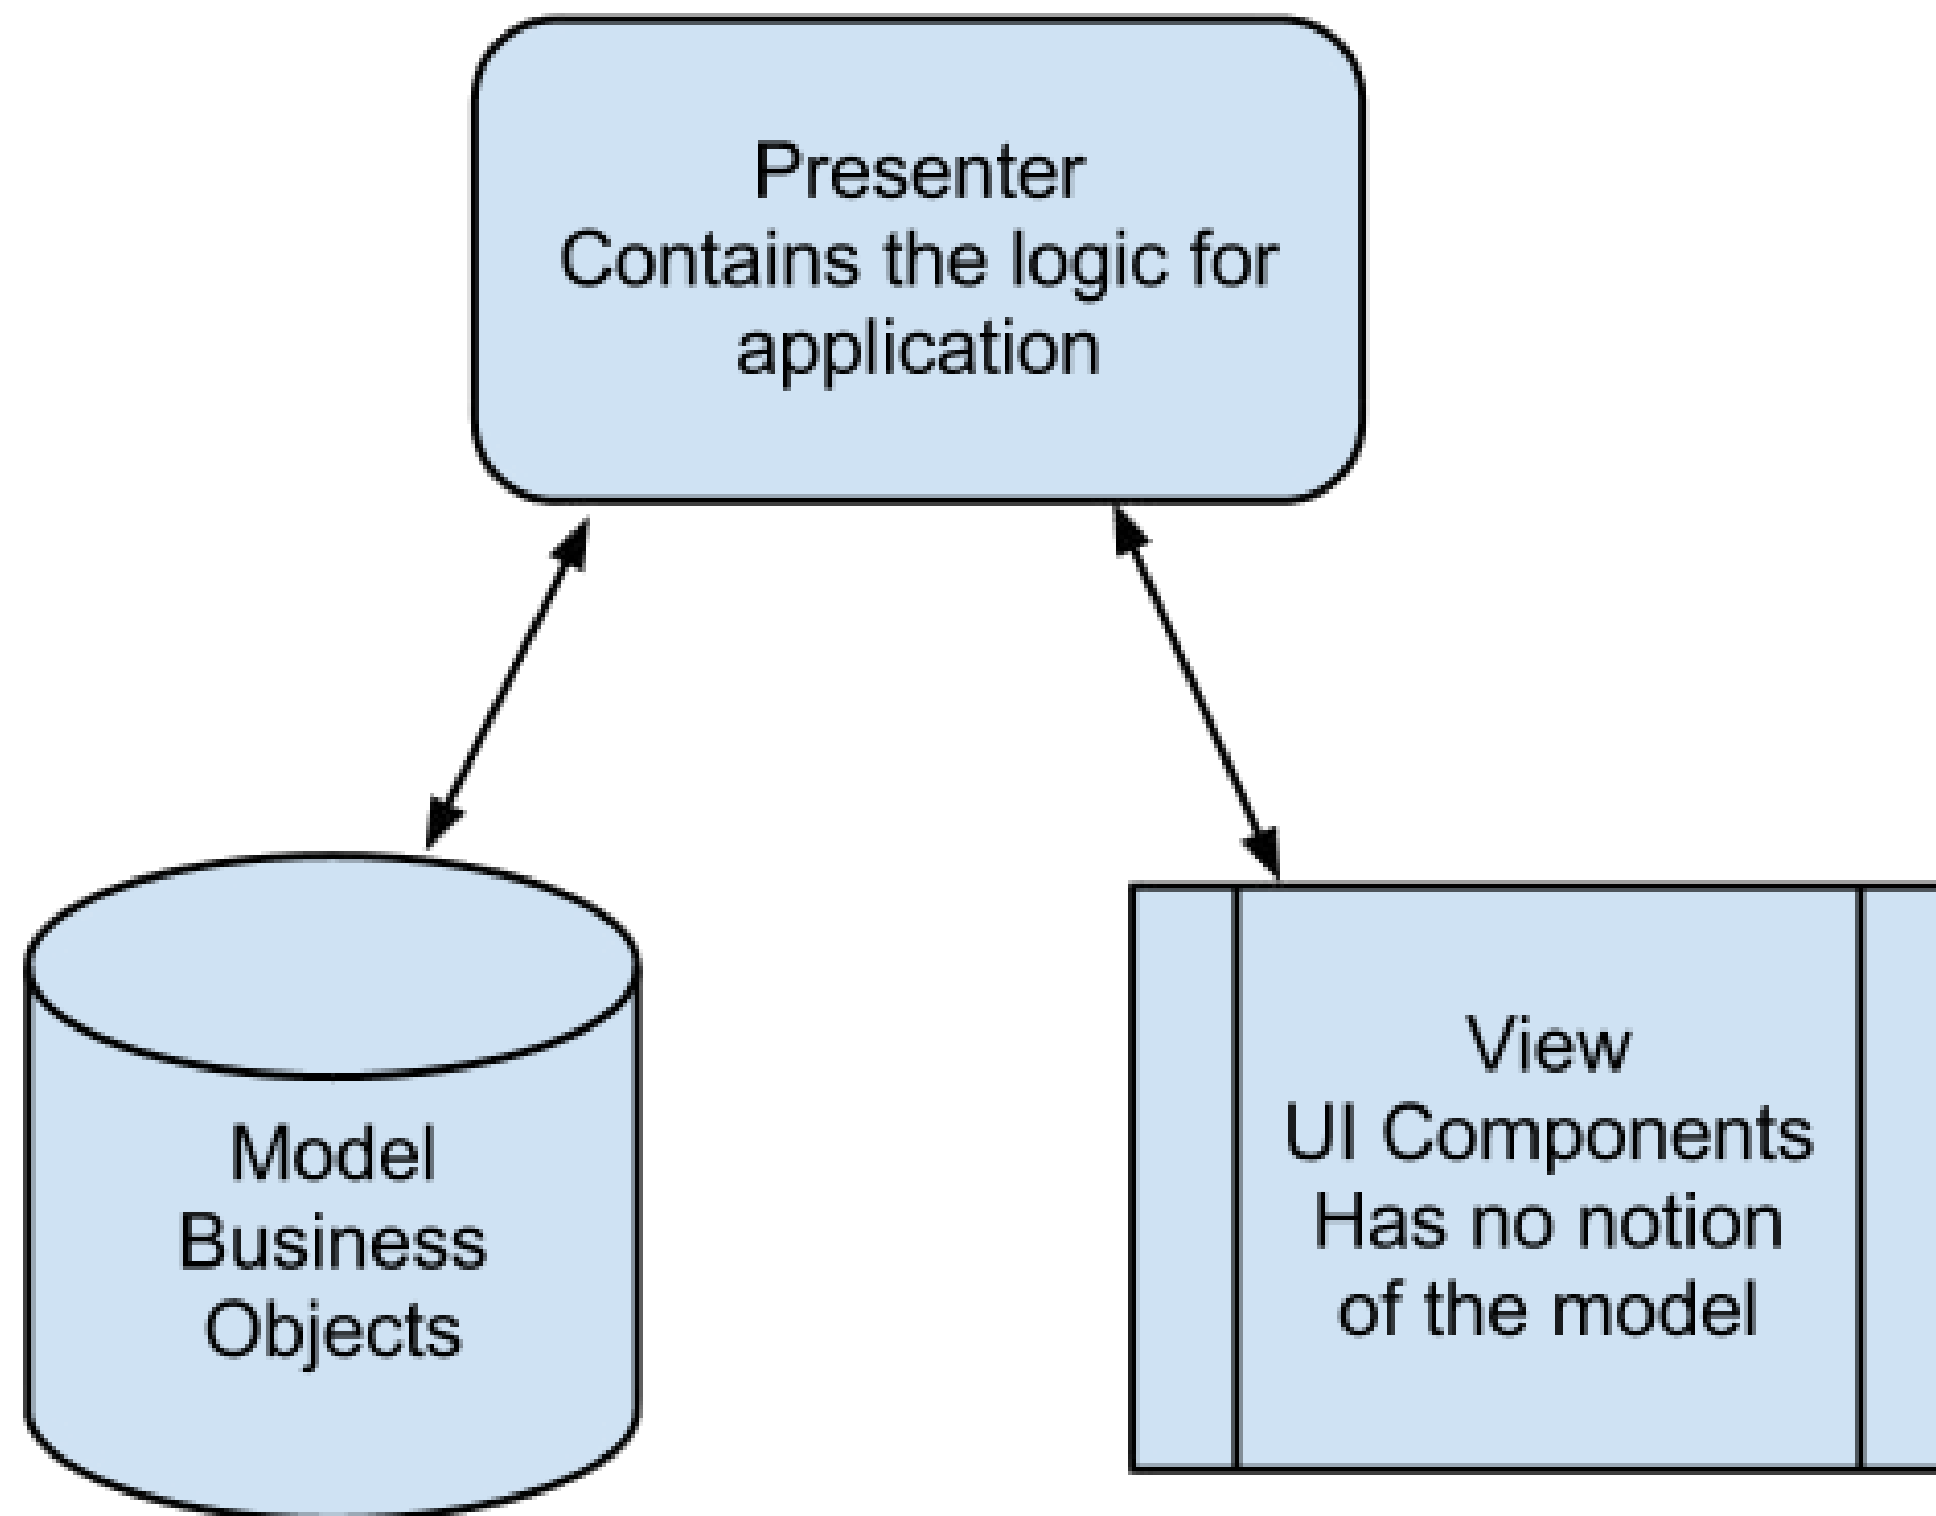 Presenter
Contains the logic for
application
Model
Business
Objects
View
UI Components
Has no notion
of the model